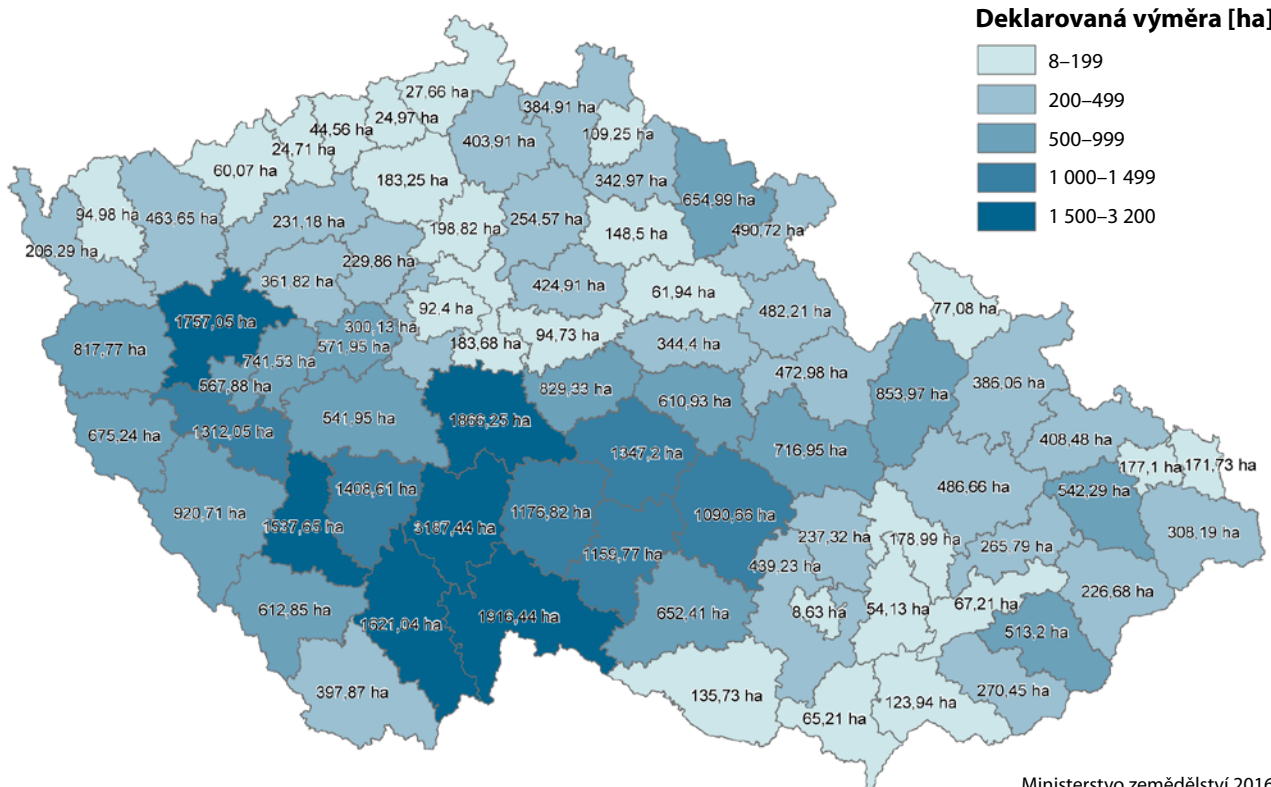 Deklarovaná výměra [ha]
8–199
200–499
500–999
1 000–1 499
1 500–3 200
27,66 ha
384,91 ha
24,97 ha
44,56 ha
109,25 ha
24,71 ha
403,91 ha
60,07 ha
183,25 ha
342,97 ha
654,99 ha
94,98 ha
463,65 ha
231,18 ha
198,82 ha
254,57 ha
148,5 ha
490,72 ha
206,29 ha
229,86 ha
361,82 ha
424,91 ha
61,94 ha
77,08 ha
92,4 ha
482,21 ha
1757,05 ha
300,13 ha
817,77 ha
741,53 ha
571,95 ha
183,68 ha
94,73 ha
344,4 ha
567,88 ha
829,33 ha
472,98 ha
386,06 ha
853,97 ha
610,93 ha
541,95 ha
1866,25 ha
675,24 ha
1312,05 ha
408,48 ha
1347,2 ha
716,95 ha
177,1 ha
171,73 ha
1408,61 ha
486,66 ha
542,29 ha
920,71 ha
1537,65 ha
3187,44 ha
1176,82 ha
1090,66 ha
237,32 ha
178,99 ha
308,19 ha
265,79 ha
1159,77 ha
439,23 ha
226,68 ha
67,21 ha
612,85 ha
1621,04 ha
1916,44 ha
652,41 ha
8,63 ha
54,13 ha
513,2 ha
397,87 ha
135,73 ha
270,45 ha
123,94 ha
65,21 ha
Ministerstvo zemědělství 2016